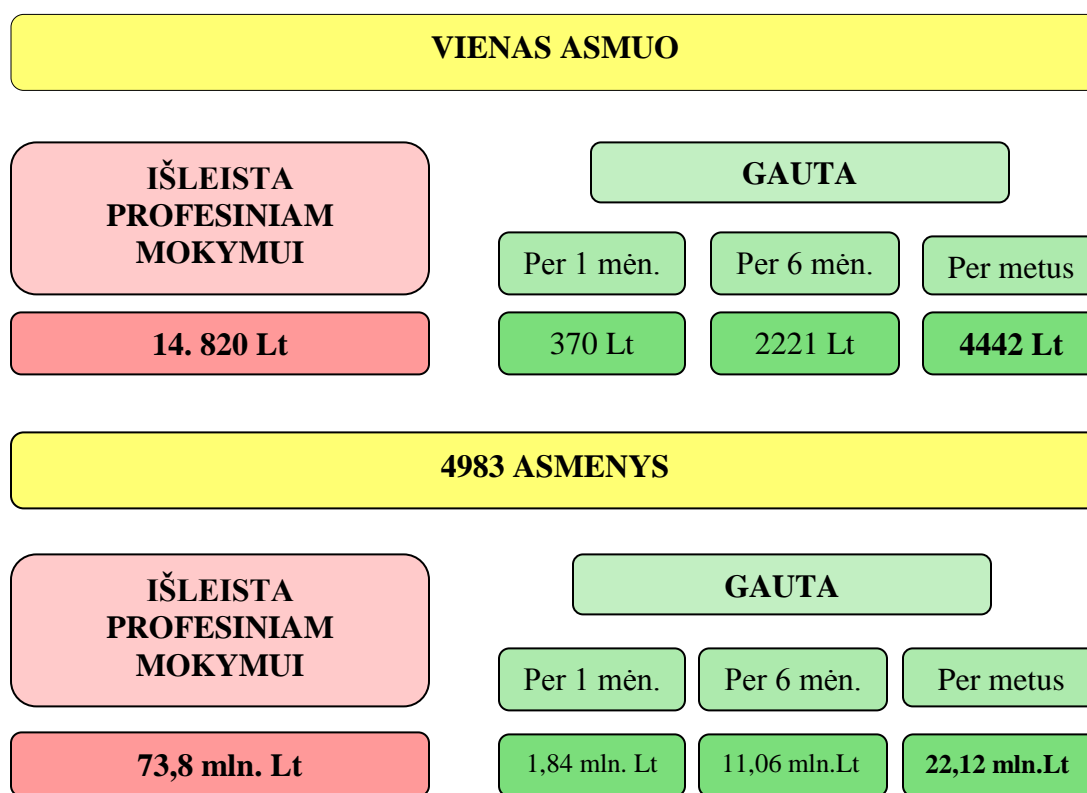 VIENAS ASMUO
IŠLEISTA
PROFESINIAM
MOKYMUI
GAUTA
Per 1 mėn.
Per 6 mėn.
Per metus
14. 820 Lt
370 Lt
2221 Lt
4442 Lt
4983 ASMENYS
IŠLEISTA
PROFESINIAM
MOKYMUI
GAUTA
Per 1 mėn.
Per 6 mėn.
Per metus
73,8 mln. Lt
1,84 mln. Lt
11,06 mln.Lt
22,12 mln.Lt